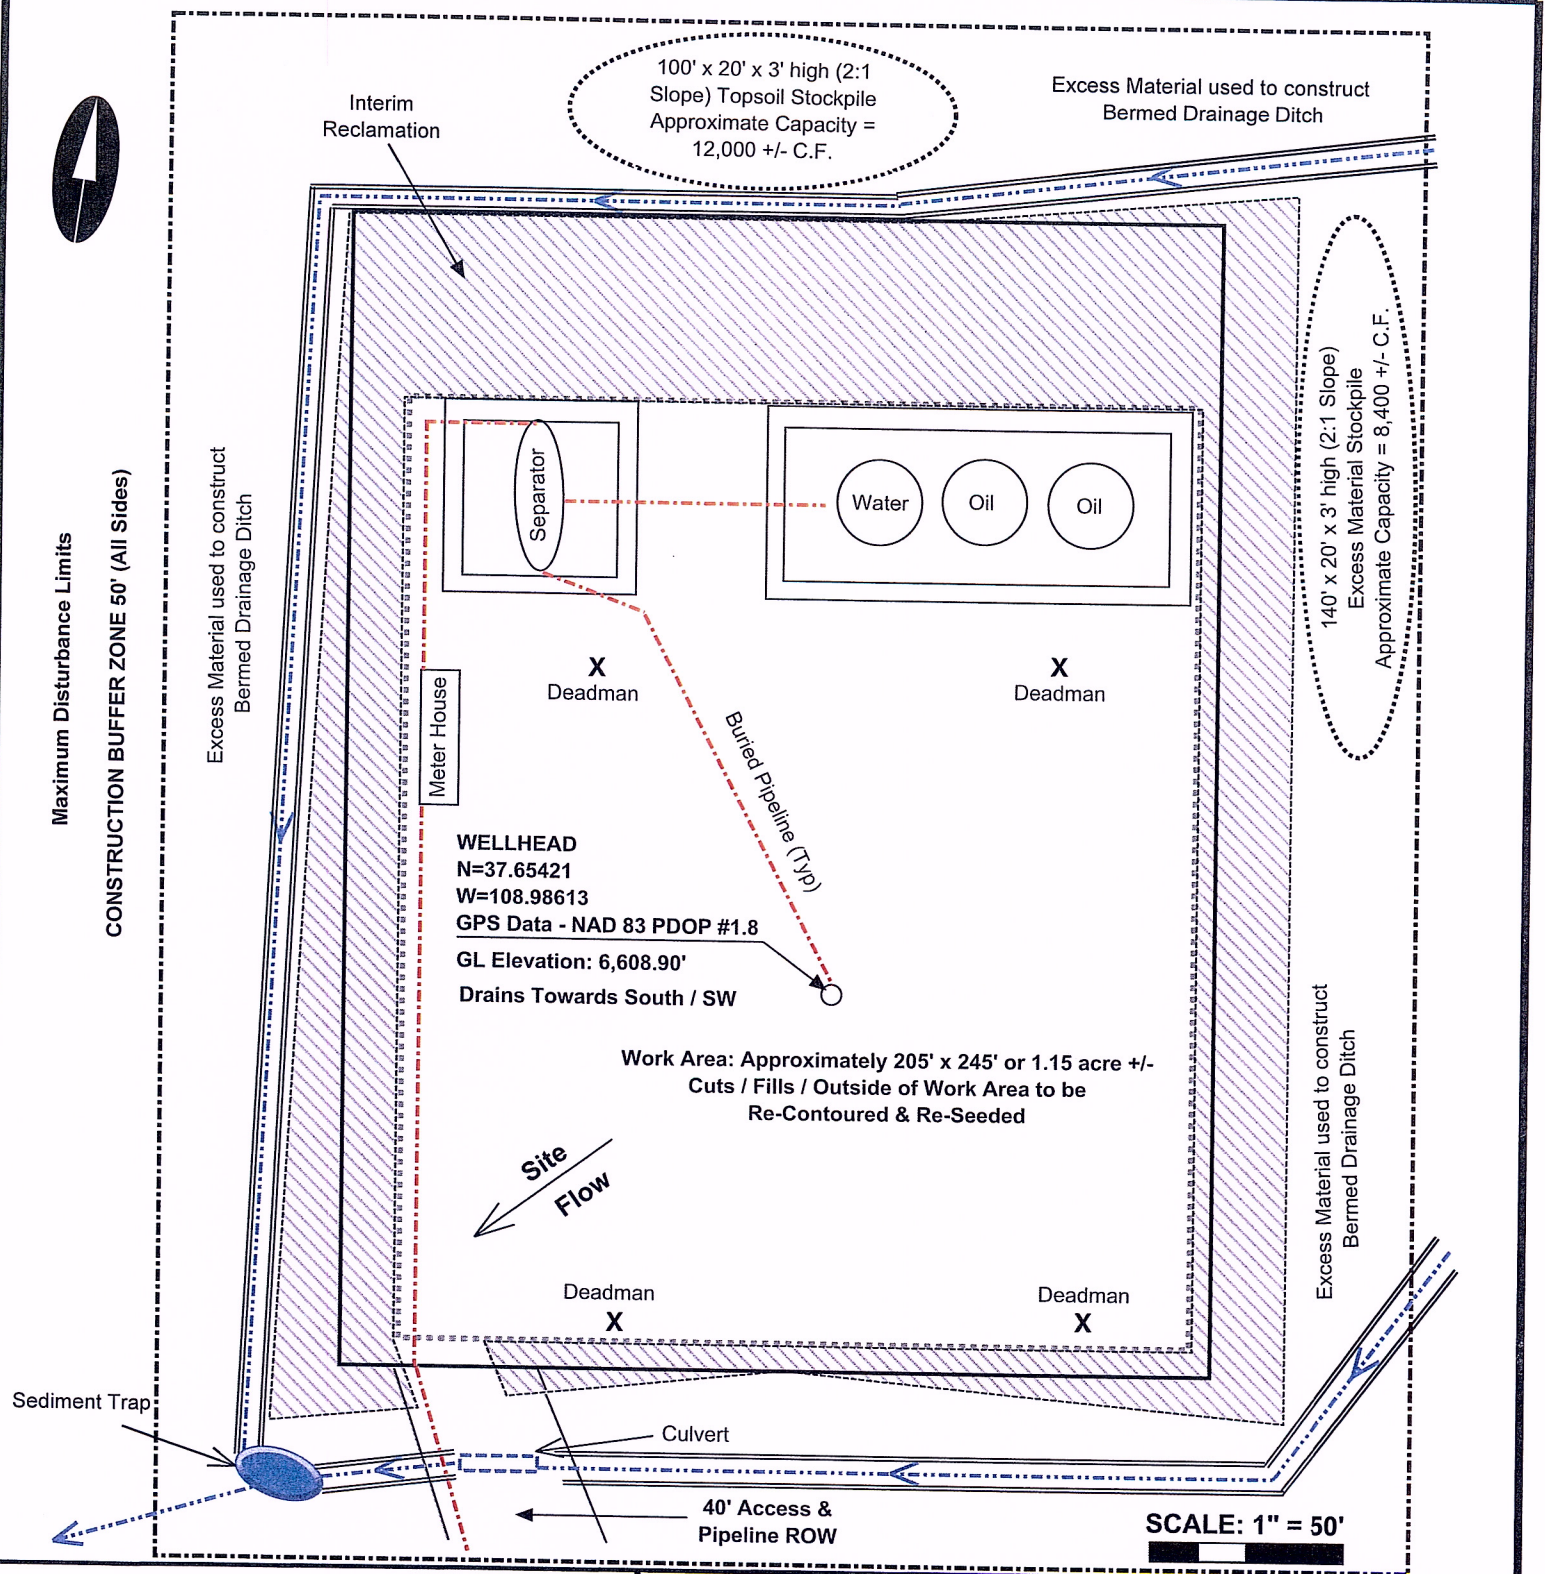 100' x 20' x 3' high (2:1
Slope) Topsoil Stockpile
Approximate Capacity =
12,000 +/- C.F.
Excess Material used to construct
Bermed Drainage Ditch
Interim
Reclamation
Maximum Disturbance Limits
CONSTRUCTION BUFFER ZONE 50' (All Sides)
Excess Material used to construct
Bermed Drainage Ditch
140' x 20' x 3' high (2:1 Slope)
Excess Material Stockpile
Approximate Capacity = 8,400 +/- C.F.
Separator
Water
Oil
Oil
X
Deadman
X
Deadman
Meter House
Buried Pipeline (Typ)
WELLHEAD
N=37.65421
W=108.98613
GPS Data - NAD 83 PDOP #1.8
GL Elevation: 6,608.90'
Drains Towards South / SW
Work Area: Approximately 205' x 245' or 1.15 acre +/-
Cuts / Fills / Outside of Work Area to be
Re-Contoured & Re-Seeded
Excess Material used to construct
Bermed Drainage Ditch
Site
Flow
Deadman
X
Deadman
X
Sediment Trap
Culvert
40' Access &
Pipeline ROW
SCALE: 1" = 50'